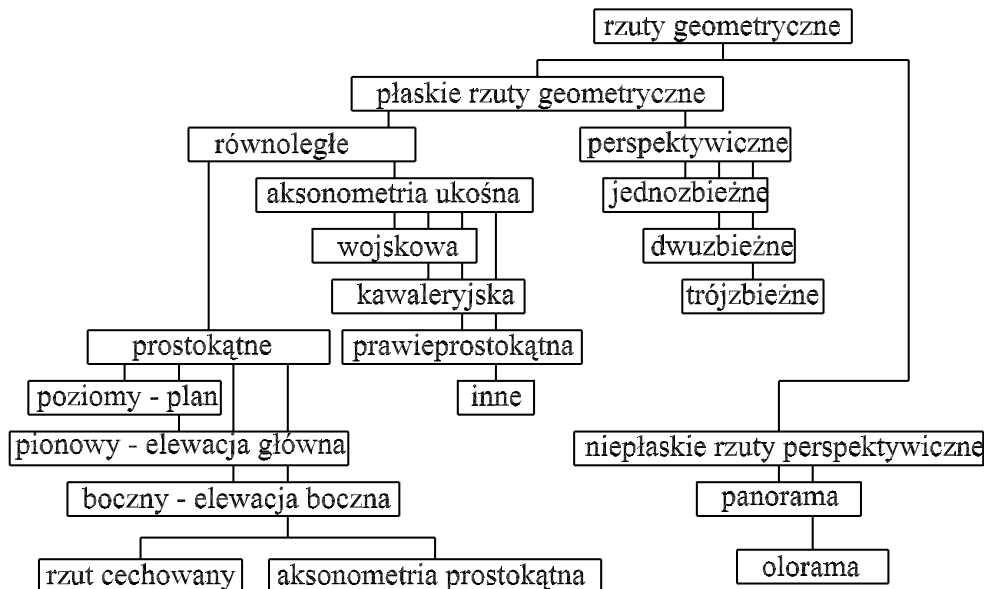 rzuty geometryczne
płaskie rzuty geometryczne
równoległe
perspektywiczne
aksonometria ukośna
jednozbieżne
wojskowa
dwuzbieżne
kawaleryjska
trójzbieżne
prostokątne
prawieprostokątna
poziomy - plan
inne
pionowy - elewacja główna
niepłaskie rzuty perspektywiczne
boczny - elewacja boczna
panorama
olorama
rzut cechowany
aksonometria prostokątna